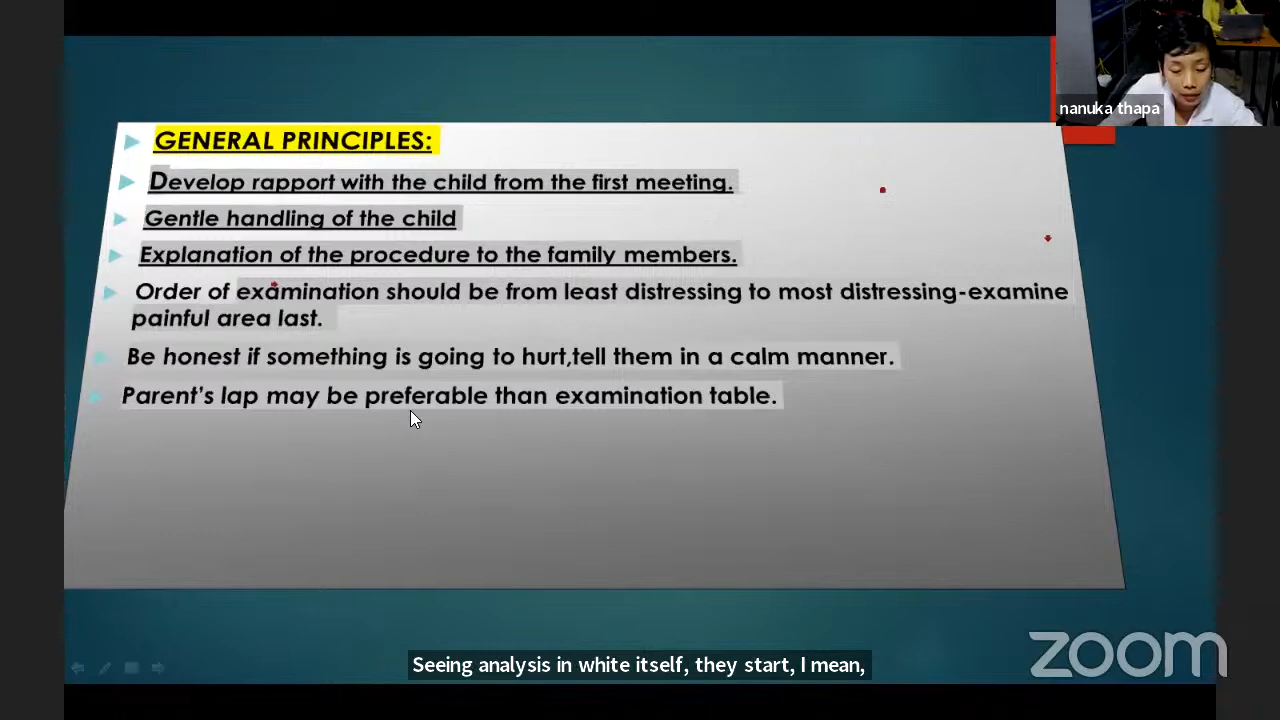 nanuka thapa
GENERAL PRINCIPLES:
Develop rapport with the child from the first meeting.
Gentle handling of the child
Explanation of the procedure to the family members.
Order of examination should be from least distressing to most distressing-examine
painful area last.
Be honest if something is going to hurt,tell them in a calm manner.
Parent's lap may be preferable than examination table.
Seeing analysis in white itself, they start, I mean,
zoom